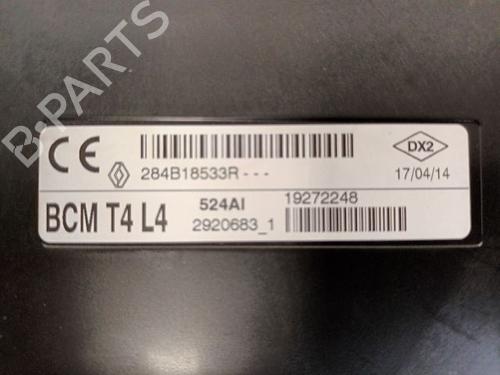 B-PARTS
CE
284B18533R---
DX2
17/04/14
BCM T4 L4
524AI
19272248
2920683_1